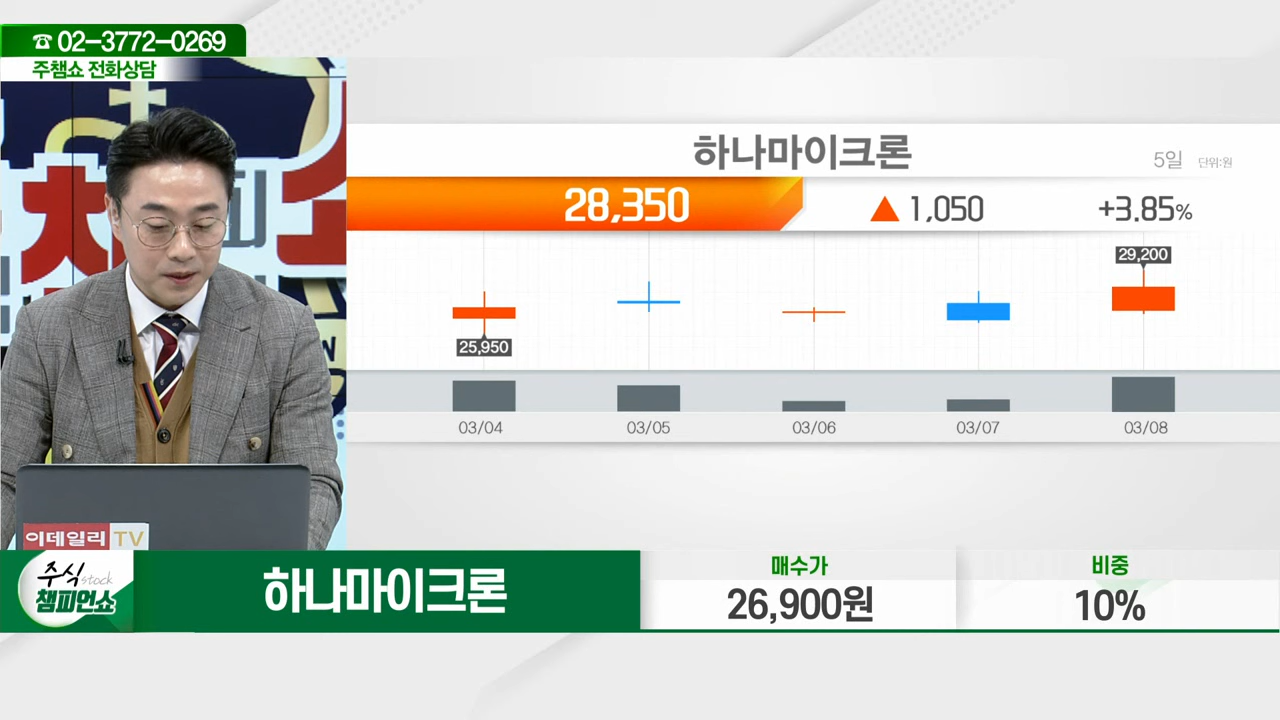 ☎ 02-3772-0269
주챔쇼 전화상담
하나마이크론
5일 단위:원
28,350 ▲ 1,050 +3.85%
29,200
25,950
03/04 03/05 03/06 03/07 03/08
이데일리 TV
주식 stock
챔피언쇼
하나마이크론
매수가
26,900원
비중
10%